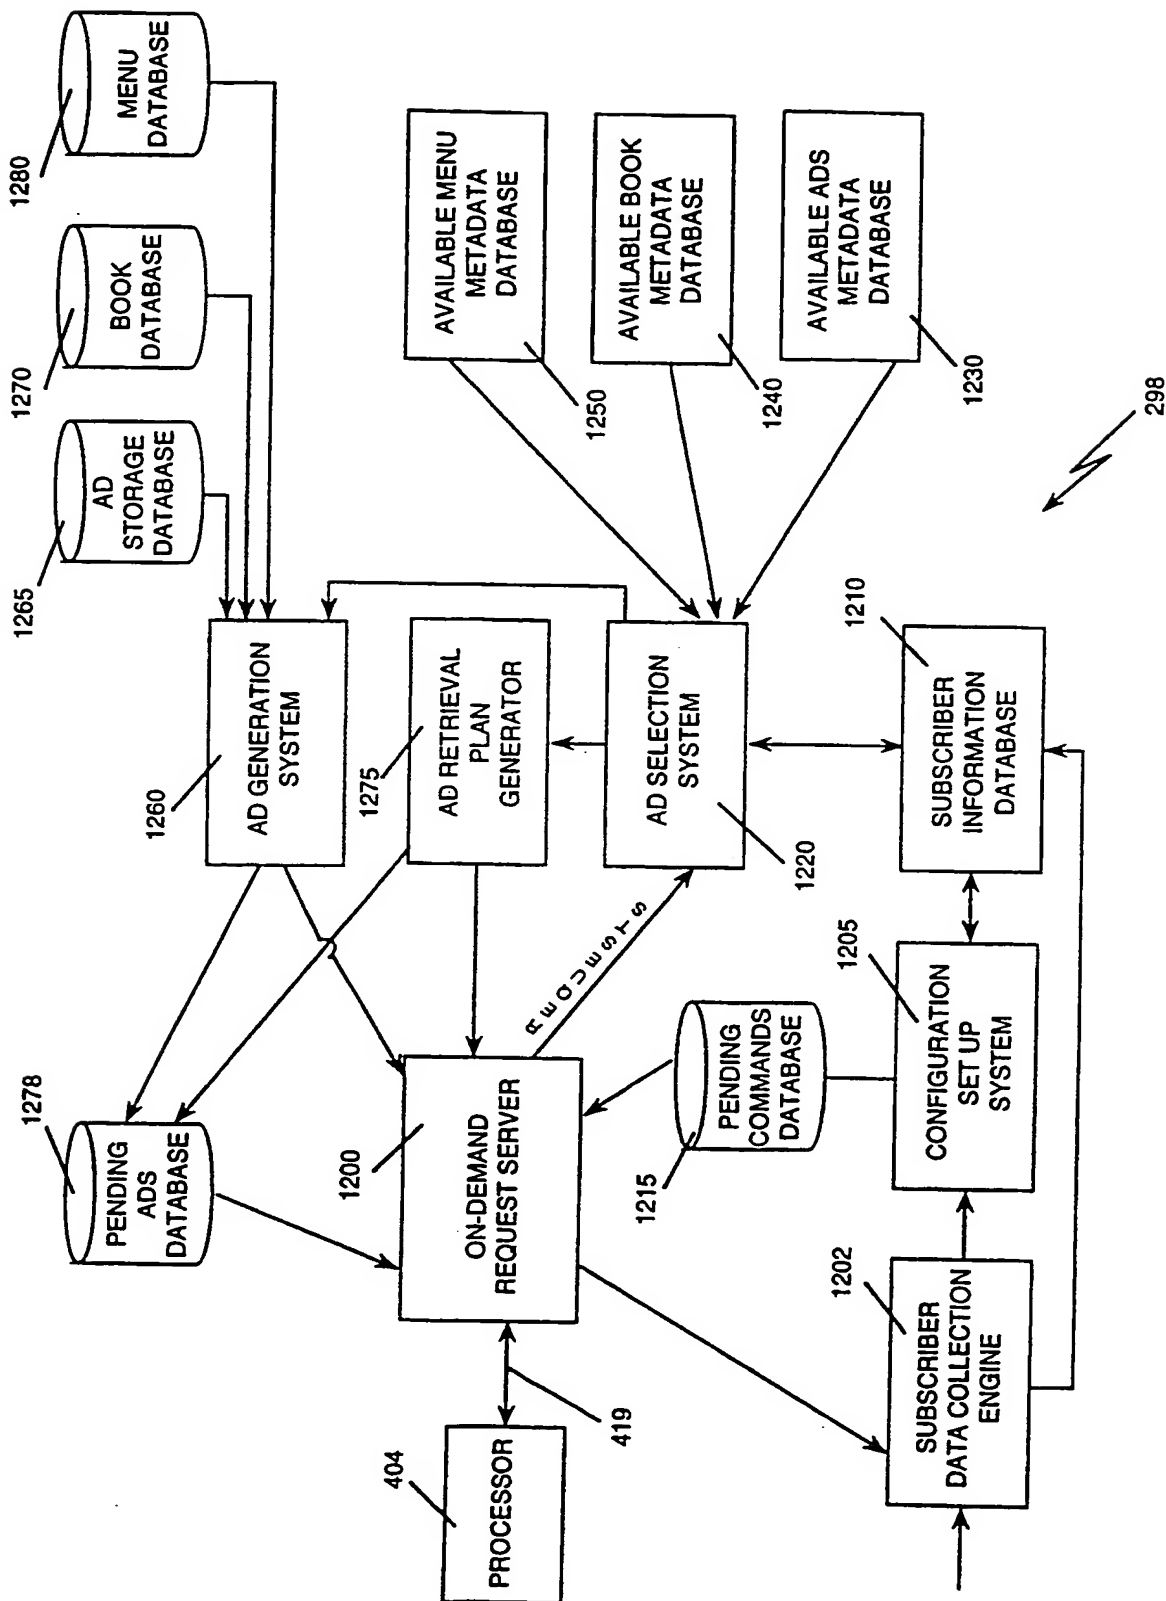 1280
MENU
DATABASE
1270
BOOK
DATABASE
1265
AD
STORAGE
DATABASE
AVAILABLE MENU
METADATA
DATABASE
1250
AVAILABLE BOOK
METADATA
DATABASE
1240
AVAILABLE ADS
METADATA
DATABASE
1230
298
1260
AD GENERATION
SYSTEM
1275
AD RETRIEVAL
PLAN
GENERATOR
AD SELECTION
SYSTEM
1220
1210
SUBSCRIBER
INFORMATION
DATABASE
REQUESTS
1278
PENDING
ADS
DATABASE
1200
ON-DEMAND
REQUEST SERVER
PENDING
COMMANDS
DATABASE
1215
1205
CONFIGURATION
SET UP
SYSTEM
1202
SUBSCRIBER
DATA COLLECTION
ENGINE
419
404
PROCESSOR